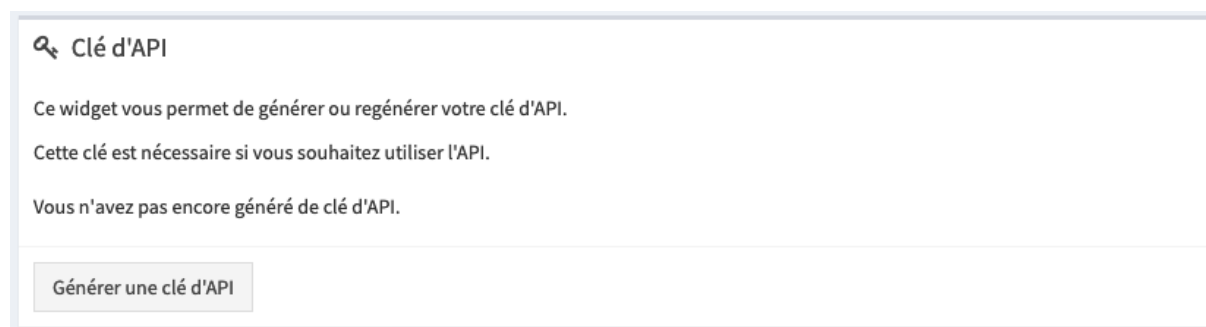 Clé d'API
Ce widget vous permet de générer ou regénérer votre clé d'API.
Cette clé est nécessaire si vous souhaitez utiliser l'API.
Vous n'avez pas encore généré de clé d'API.
Générer une clé d'API